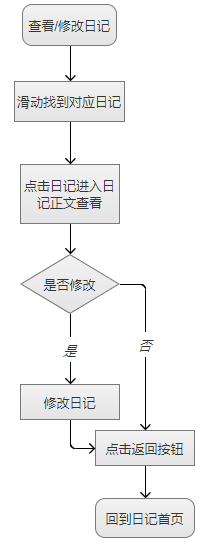 查看/修改日记
滑动找到对应日记
点击日记进入日
记正文查看
是否修改
是
否
修改日记
点击返回按钮
回到日记首页